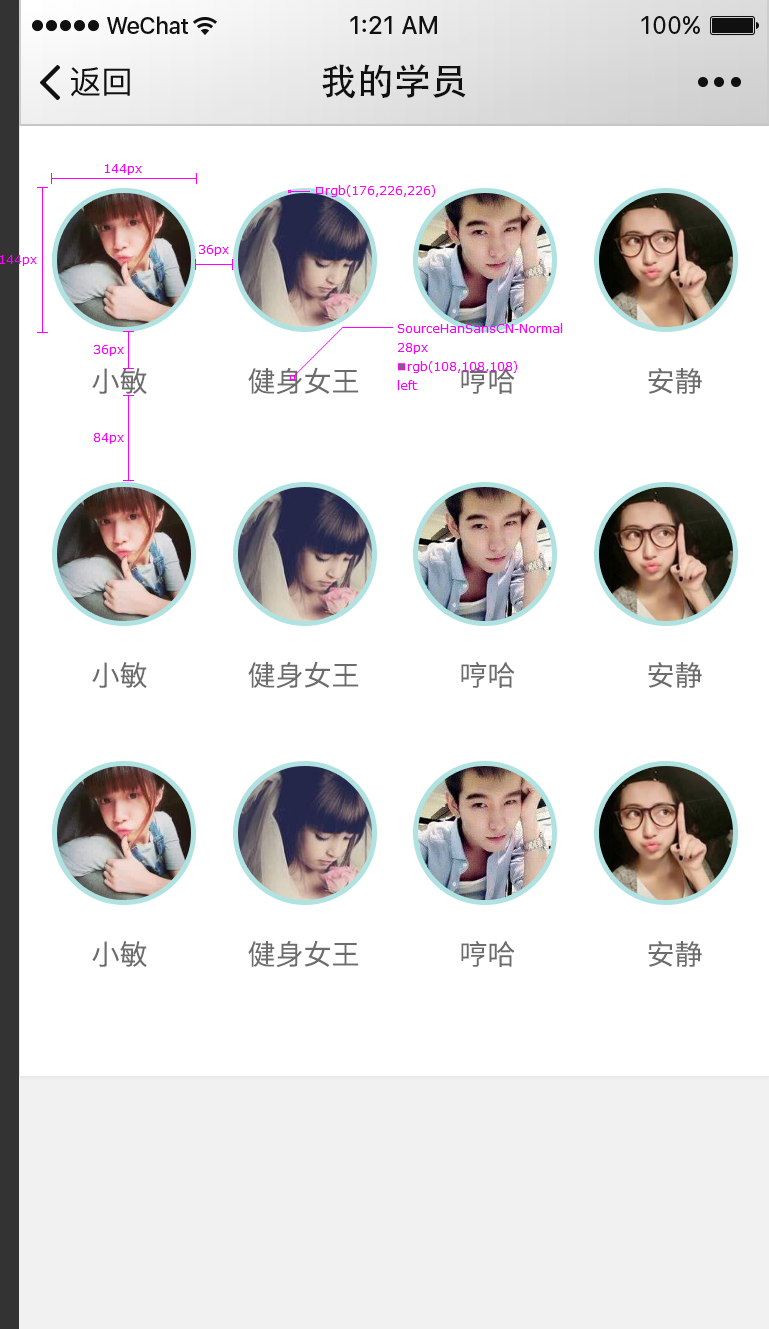 WeChat 1:21 AM 100%
返回 我的学员
144px
rgb(176,226,226)
36px
144px
SourceHanSansCN-Normal
28px
36px
rgb(108,108,108)
小敏 健身女王 哼哈 安静
left
84px
小敏 健身女王 哼哈 安静
小敏 健身女王 哼哈 安静